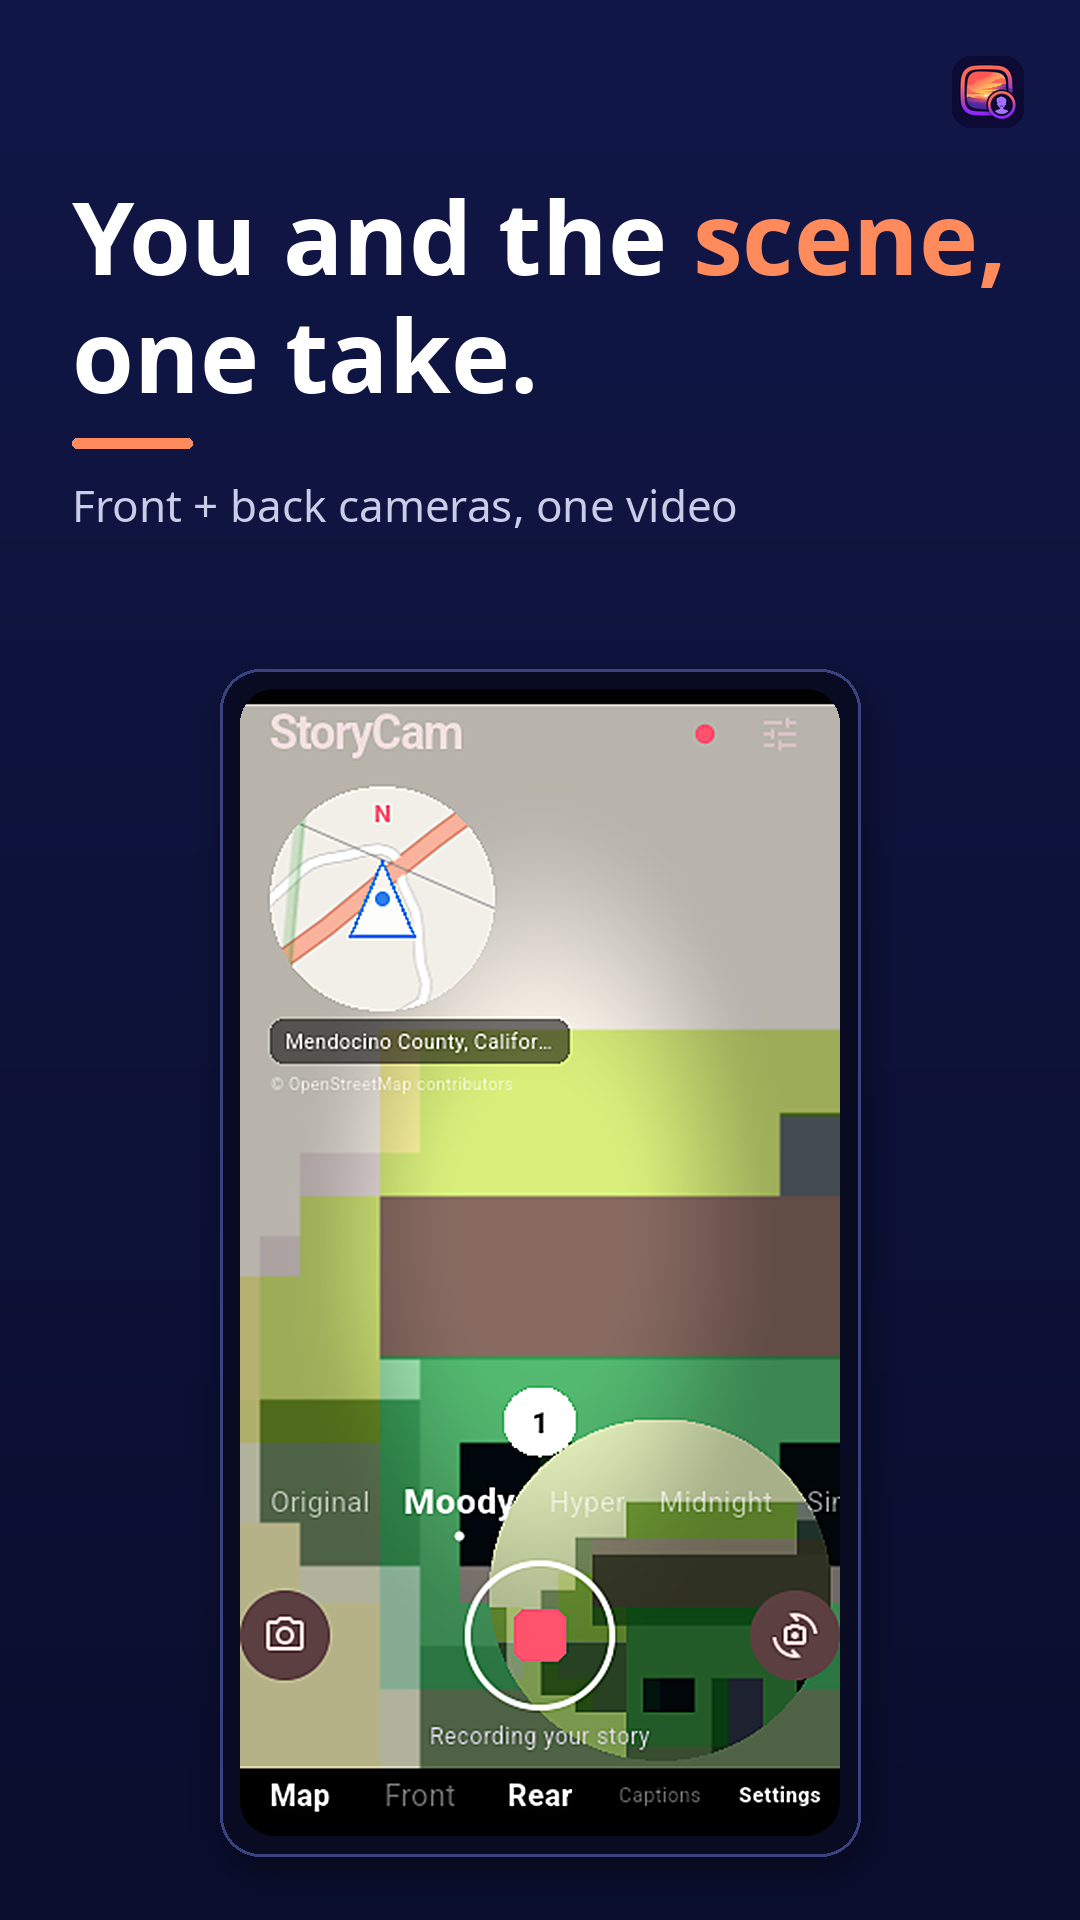 You and the scene,
one take.
Front + back cameras, one video
StoryCam
N
Mendocino County, Califor...
© OpenStreetMap contributors
1
Original Moody Hyper Midnight Sir
Recording your story
Map Front Rear Captions Settings